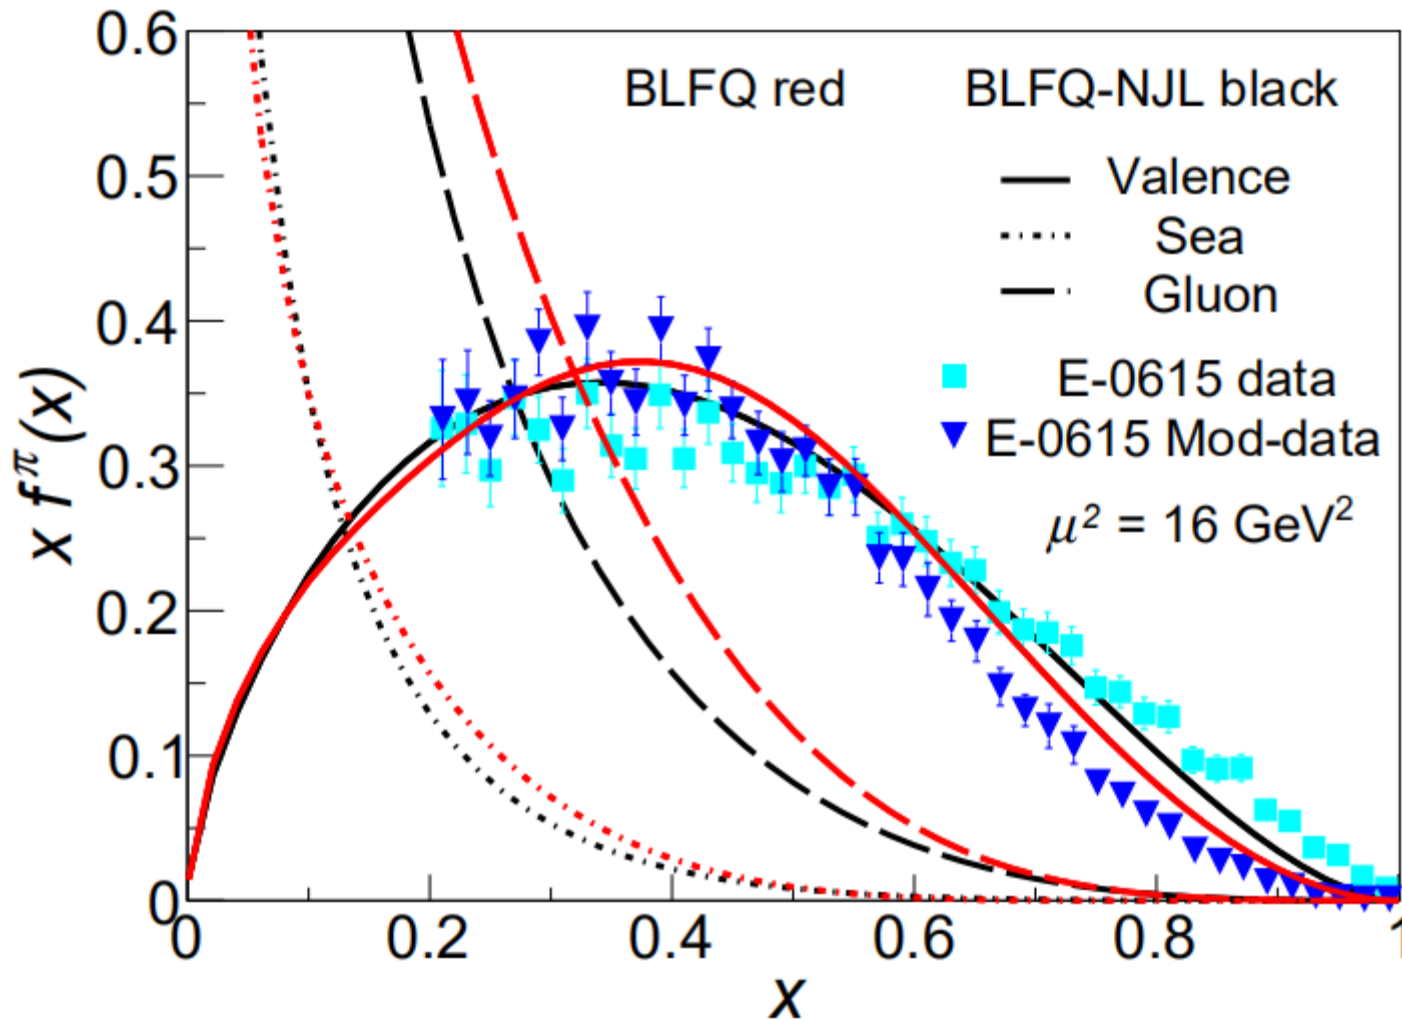 0.6
0.5
0.4
0.3
0.2
0.1
0
x f^π(x)
BLFQ red BLFQ-NJL black
Valence
Sea
Gluon
E-0615 data
E-0615 Mod-data
μ² = 16 GeV²
0 0.2 0.4 0.6 0.8 1
x